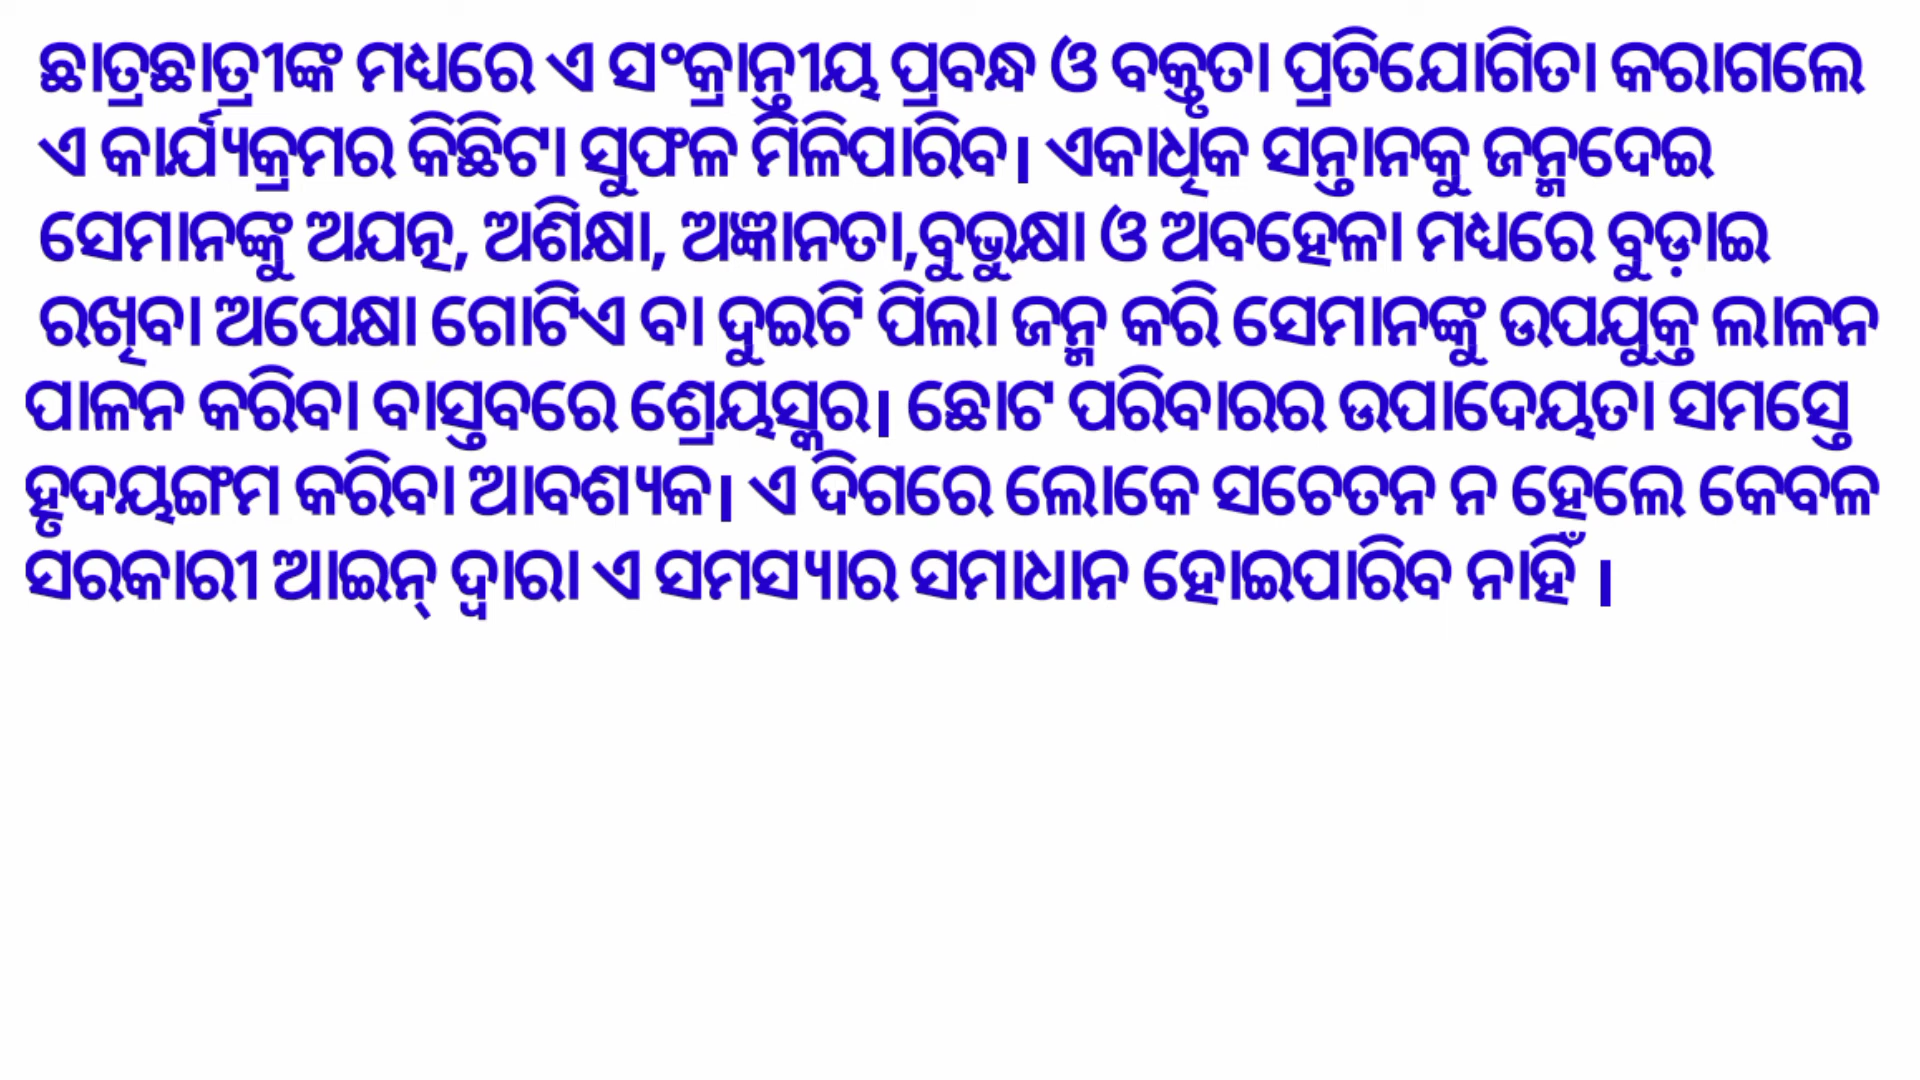 ଛାତ୍ରଛାତ୍ରୀଙ୍କ ମଧ୍ୟରେ ଏ ସଂକ୍ରାନ୍ତୀୟ ପ୍ରବନ୍ଧ ଓ ବକ୍ତୃତା ପ୍ରତିଯୋଗିତା କରାଗଲେ
ଏ କାର୍ଯ୍ୟକ୍ରମର କିଛିଟା ସୁଫଳ ମିଳିପାରିବ। ଏକାଧିକ ସନ୍ତାନକୁ ଜନ୍ମଦେଇ
ସେମାନଙ୍କୁ ଅଯତ୍ନ, ଅଶିକ୍ଷା, ଅଜ୍ଞାନତା,ବୁଭୁକ୍ଷା ଓ ଅବହେଳା ମଧ୍ୟରେ ବୁଡ଼ାଇ
ରଖିବା ଅପେକ୍ଷା ଗୋଟିଏ ବା ଦୁଇଟି ପିଲା ଜନ୍ମ କରି ସେମାନଙ୍କୁ ଉପଯୁକ୍ତ ଲାଳନ
ପାଳନ କରିବା ବାସ୍ତବରେ ଶ୍ରେୟସ୍କର। ଛୋଟ ପରିବାରର ଉପାଦେୟତା ସମସ୍ତେ
ହୃଦୟଙ୍ଗମ କରିବା ଆବଶ୍ୟକ। ଏ ଦିଗରେ ଲୋକେ ସଚେତନ ନ ହେଲେ କେବଳ
ସରକାରୀ ଆଇନ୍ ଦ୍ୱାରା ଏ ସମସ୍ୟାର ସମାଧାନ ହୋଇପାରିବ ନାହିଁ ।